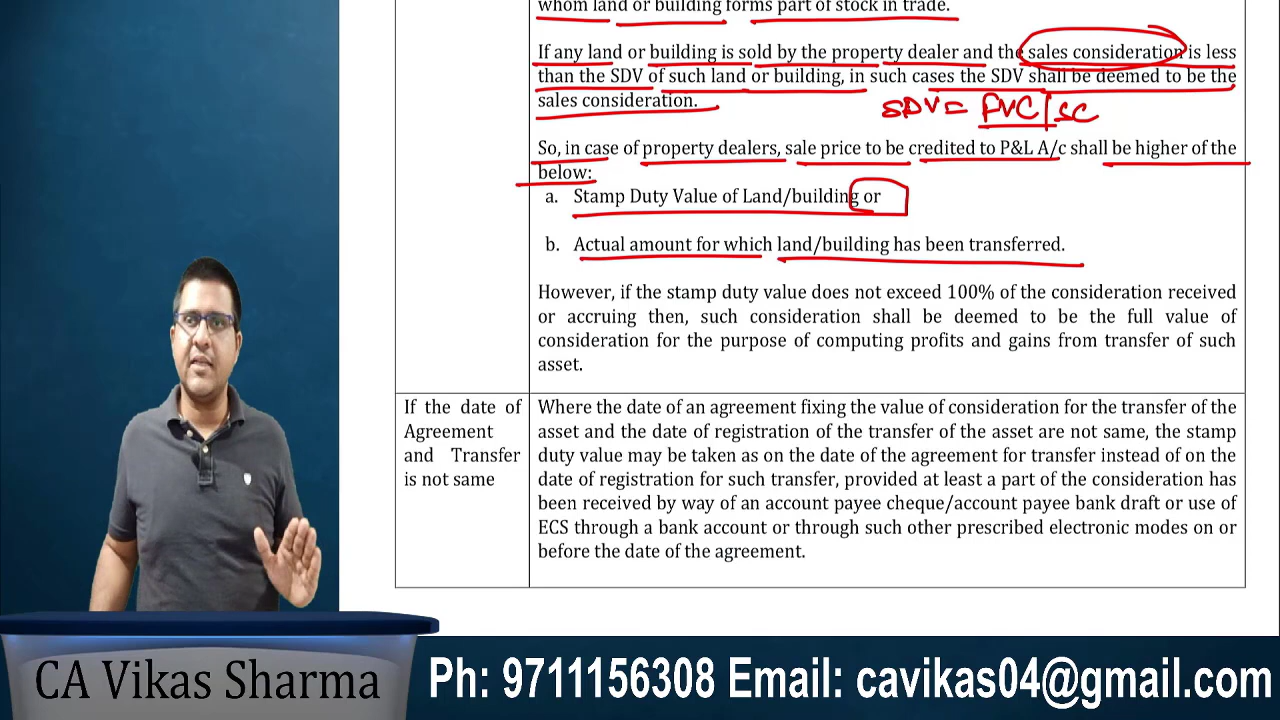 whom land or building forms part of stock in trade.
If any land or building is sold by the property dealer and the sales consideration is less
than the SDV of such land or building, in such cases the SDV shall be deemed to be the
sales consideration.
SDV = FVC/SC
So, in case of property dealers, sale price to be credited to P&L A/c shall be higher of the
below:
a. Stamp Duty Value of Land/building or
b. Actual amount for which land/building has been transferred.
However, if the stamp duty value does not exceed 100% of the consideration received
or accruing then, such consideration shall be deemed to be the full value of
consideration for the purpose of computing profits and gains from transfer of such
asset.
If the date of
Agreement
and Transfer
is not same
Where the date of an agreement fixing the value of consideration for the transfer of the
asset and the date of registration of the transfer of the asset are not same, the stamp
duty value may be taken as on the date of the agreement for transfer instead of on the
date of registration for such transfer, provided at least a part of the consideration has
been received by way of an account payee cheque/account payee bank draft or use of
ECS through a bank account or through such other prescribed electronic modes on or
before the date of the agreement.
CA Vikas Sharma
Ph: 9711156308 Email: cavikas04@gmail.com